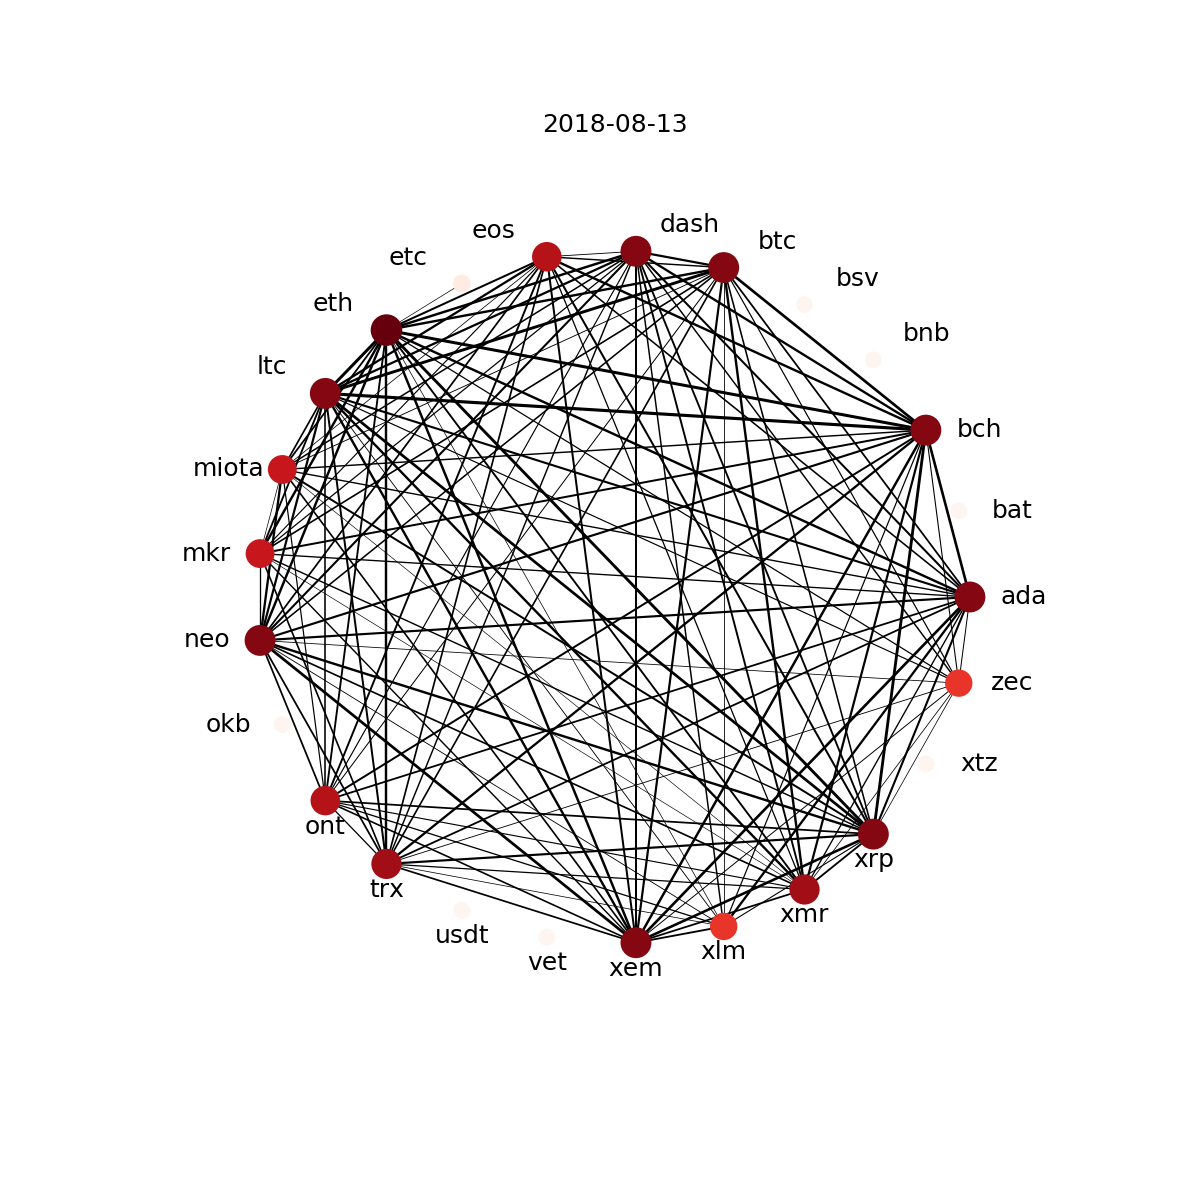 2018-08-13
dash
eos
btc
etc
bsv
eth
bnb
ltc
bch
miota
bat
mkr
ada
neo
zec
okb
xtz
ont
xrp
trx
xmr
usdt
xlm
vet
xem